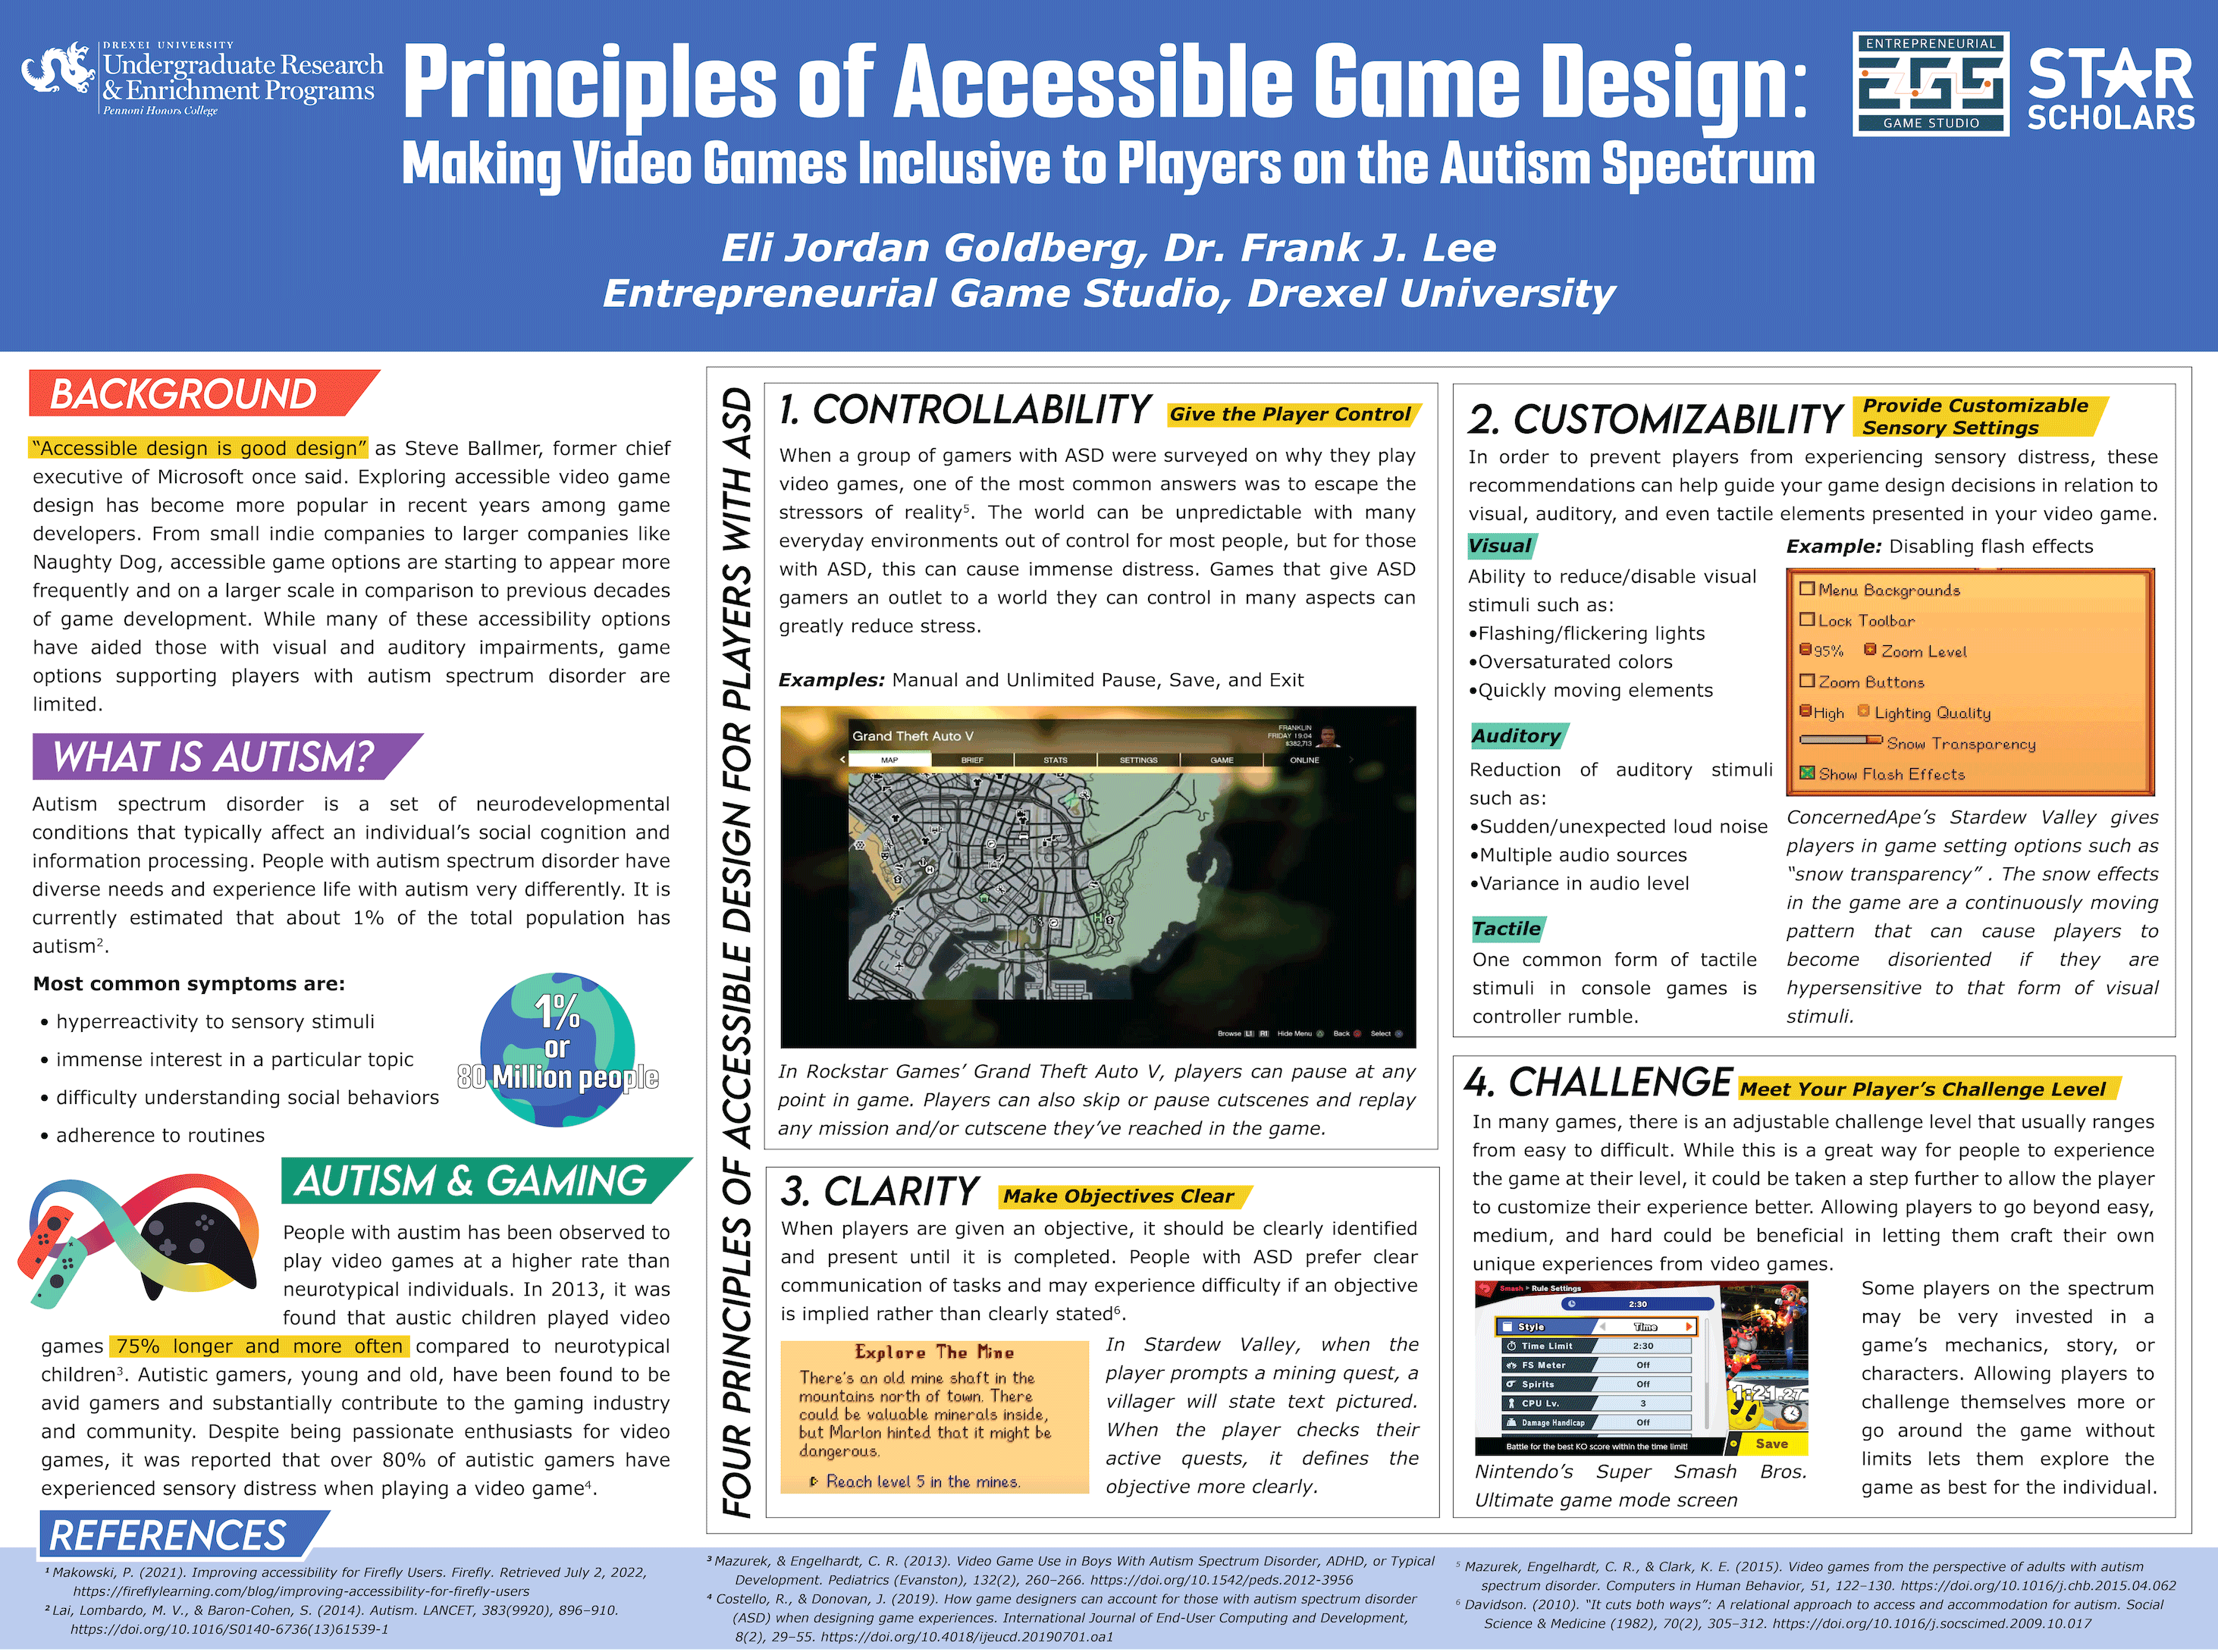 DREXEL UNIVERSITY
Undergraduate Research
& Enrichment Programs
Pennoni Honors College
Principles of Accessible Game Design:
Making Video Games Inclusive to Players on the Autism Spectrum
Eli Jordan Goldberg, Dr. Frank J. Lee
Entrepreneurial Game Studio, Drexel University
ENTREPRENEURIAL
EGS
GAME STUDIO
STAR
SCHOLARS
BACKGROUND
“Accessible design is good design” as Steve Ballmer, former chief
executive of Microsoft once said. Exploring accessible video game
design has become more popular in recent years among game
developers. From small indie companies to larger companies like
Naughty Dog, accessible game options are starting to appear more
frequently and on a larger scale in comparison to previous decades
of game development. While many of these accessibility options
have aided those with visual and auditory impairments, game
options supporting players with autism spectrum disorder are
limited.
WHAT IS AUTISM?
Autism spectrum disorder is a set of neurodevelopmental
conditions that typically affect an individual’s social cognition and
information processing. People with autism spectrum disorder have
diverse needs and experience life with autism very differently. It is
currently estimated that about 1% of the total population has
autism².
Most common symptoms are:
• hyperreactivity to sensory stimuli
• immense interest in a particular topic
• difficulty understanding social behaviors
• adherence to routines
1%
or
80 Million people
AUTISM & GAMING
People with austim has been observed to
play video games at a higher rate than
neurotypical individuals. In 2013, it was
found that austic children played video
games 75% longer and more often compared to neurotypical
children³. Autistic gamers, young and old, have been found to be
avid gamers and substantially contribute to the gaming industry
and community. Despite being passionate enthusiasts for video
games, it was reported that over 80% of autistic gamers have
experienced sensory distress when playing a video game⁴.
FOUR PRINCIPLES OF ACCESSIBLE DESIGN FOR PLAYERS WITH ASD
1. CONTROLLABILITY Give the Player Control
When a group of gamers with ASD were surveyed on why they play
video games, one of the most common answers was to escape the
stressors of reality⁵. The world can be unpredictable with many
everyday environments out of control for most people, but for those
with ASD, this can cause immense distress. Games that give ASD
gamers an outlet to a world they can control in many aspects can
greatly reduce stress.
Examples: Manual and Unlimited Pause, Save, and Exit
Grand Theft Auto V
FRANKLIN
FRIDAY 19:04
$382,713
MAP BRIEF STATS SETTINGS GAME ONLINE
Browse L1 R1 Hide Menu Back Select
In Rockstar Games’ Grand Theft Auto V, players can pause at any
point in game. Players can also skip or pause cutscenes and replay
any mission and/or cutscene they’ve reached in the game.
2. CUSTOMIZABILITY Provide Customizable
Sensory Settings
In order to prevent players from experiencing sensory distress, these
recommendations can help guide your game design decisions in relation to
visual, auditory, and even tactile elements presented in your video game.
Visual
Ability to reduce/disable visual
stimuli such as:
•Flashing/flickering lights
•Oversaturated colors
•Quickly moving elements
Auditory
Reduction of auditory stimuli
such as:
•Sudden/unexpected loud noise
•Multiple audio sources
•Variance in audio level
Tactile
One common form of tactile
stimuli in console games is
controller rumble.
Example: Disabling flash effects
Menu Backgrounds
Lock Toolbar
95% Zoom Level
Zoom Buttons
High Lighting Quality
Snow Transparency
Show Flash Effects
ConcernedApe’s Stardew Valley gives
players in game setting options such as
“snow transparency” . The snow effects
in the game are a continuously moving
pattern that can cause players to
become disoriented if they are
hypersensitive to that form of visual
stimuli.
3. CLARITY Make Objectives Clear
When players are given an objective, it should be clearly identified
and present until it is completed. People with ASD prefer clear
communication of tasks and may experience difficulty if an objective
is implied rather than clearly stated⁶.
Explore The Mine
There's an old mine shaft in the
mountains north of town. There
could be valuable minerals inside,
but Marlon hinted that it might be
dangerous.
Reach level 5 in the mines.
In Stardew Valley, when the
player prompts a mining quest, a
villager will state text pictured.
When the player checks their
active quests, it defines the
objective more clearly.
4. CHALLENGE Meet Your Player’s Challenge Level
In many games, there is an adjustable challenge level that usually ranges
from easy to difficult. While this is a great way for people to experience
the game at their level, it could be taken a step further to allow the player
to customize their experience better. Allowing players to go beyond easy,
medium, and hard could be beneficial in letting them craft their own
unique experiences from video games.
Smash Rule Settings
2:30
Style Time
Time Limit 2:30
FS Meter Off
Spirits Off
CPU Lv. 3
Damage Handicap Off
1:21.27
Battle for the best KO score within the time limit!
Save
Nintendo’s Super Smash Bros.
Ultimate game mode screen
Some players on the spectrum
may be very invested in a
game’s mechanics, story, or
characters. Allowing players to
challenge themselves more or
go around the game without
limits lets them explore the
game as best for the individual.
REFERENCES
¹ Makowski, P. (2021). Improving accessibility for Firefly Users. Firefly. Retrieved July 2, 2022,
https://fireflylearning.com/blog/improving-accessibility-for-firefly-users
² Lai, Lombardo, M. V., & Baron-Cohen, S. (2014). Autism. LANCET, 383(9920), 896–910.
https://doi.org/10.1016/S0140-6736(13)61539-1
³ Mazurek, & Engelhardt, C. R. (2013). Video Game Use in Boys With Autism Spectrum Disorder, ADHD, or Typical
Development. Pediatrics (Evanston), 132(2), 260–266. https://doi.org/10.1542/peds.2012-3956
⁴ Costello, R., & Donovan, J. (2019). How game designers can account for those with autism spectrum disorder
(ASD) when designing game experiences. International Journal of End-User Computing and Development,
8(2), 29–55. https://doi.org/10.4018/ijeucd.20190701.oa1
⁵ Mazurek, Engelhardt, C. R., & Clark, K. E. (2015). Video games from the perspective of adults with autism
spectrum disorder. Computers in Human Behavior, 51, 122–130. https://doi.org/10.1016/j.chb.2015.04.062
⁶ Davidson. (2010). “It cuts both ways”: A relational approach to access and accommodation for autism. Social
Science & Medicine (1982), 70(2), 305–312. https://doi.org/10.1016/j.socscimed.2009.10.017